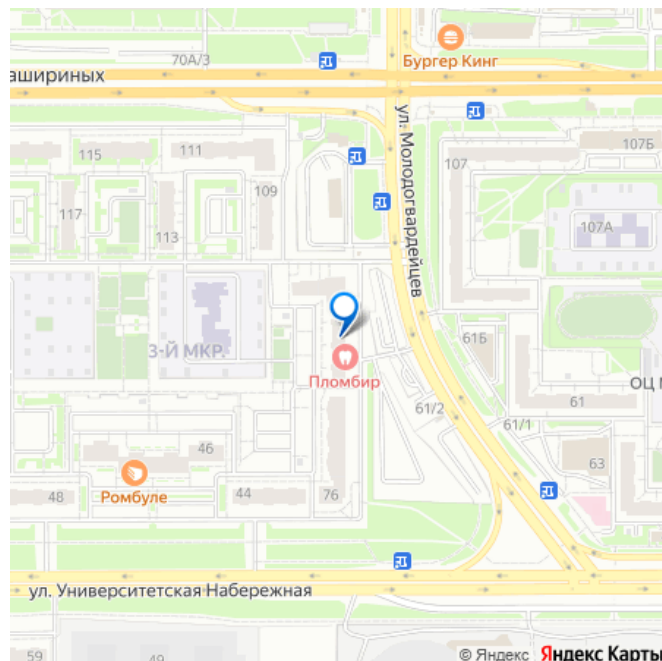 70А/3
Бургер Кинг
ашириных
ул. Молодогвардейцев
115
111
107
107Б
109
117
107А
113
3-Й МКР.
61Б
Пломбир
ОЦ М
61/2
61
61/1
46
63
Ромбуле
48
44
76
ул. Университетская Набережная
59
49
© Яндекс Яндекс Карты